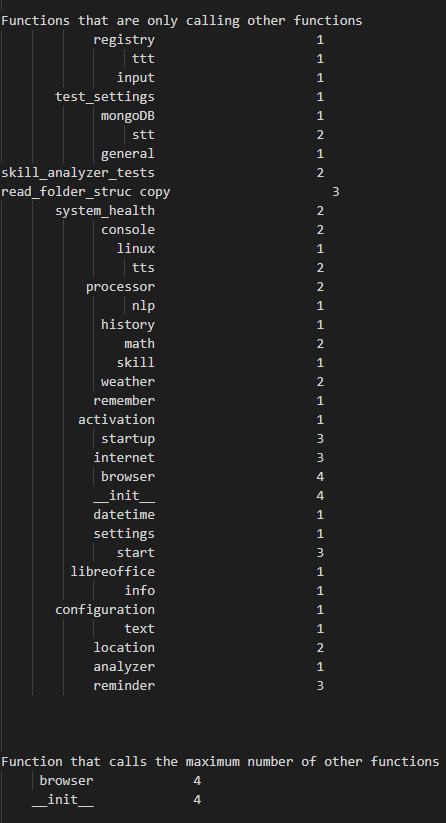 Functions that are only calling other functions
registry 1
ttt 1
input 1
test_settings 1
mongoDB 1
stt 2
general 1
skill_analyzer_tests 2
read_folder_struc copy 3
system_health 2
console 2
linux 1
tts 2
processor 2
nlp 1
history 1
math 2
skill 1
weather 2
remember 1
activation 1
startup 3
internet 3
browser 4
__init__ 4
datetime 1
settings 1
start 3
libreoffice 1
info 1
configuration 1
text 1
location 2
analyzer 1
reminder 3
Function that calls the maximum number of other functions
browser 4
__init__ 4